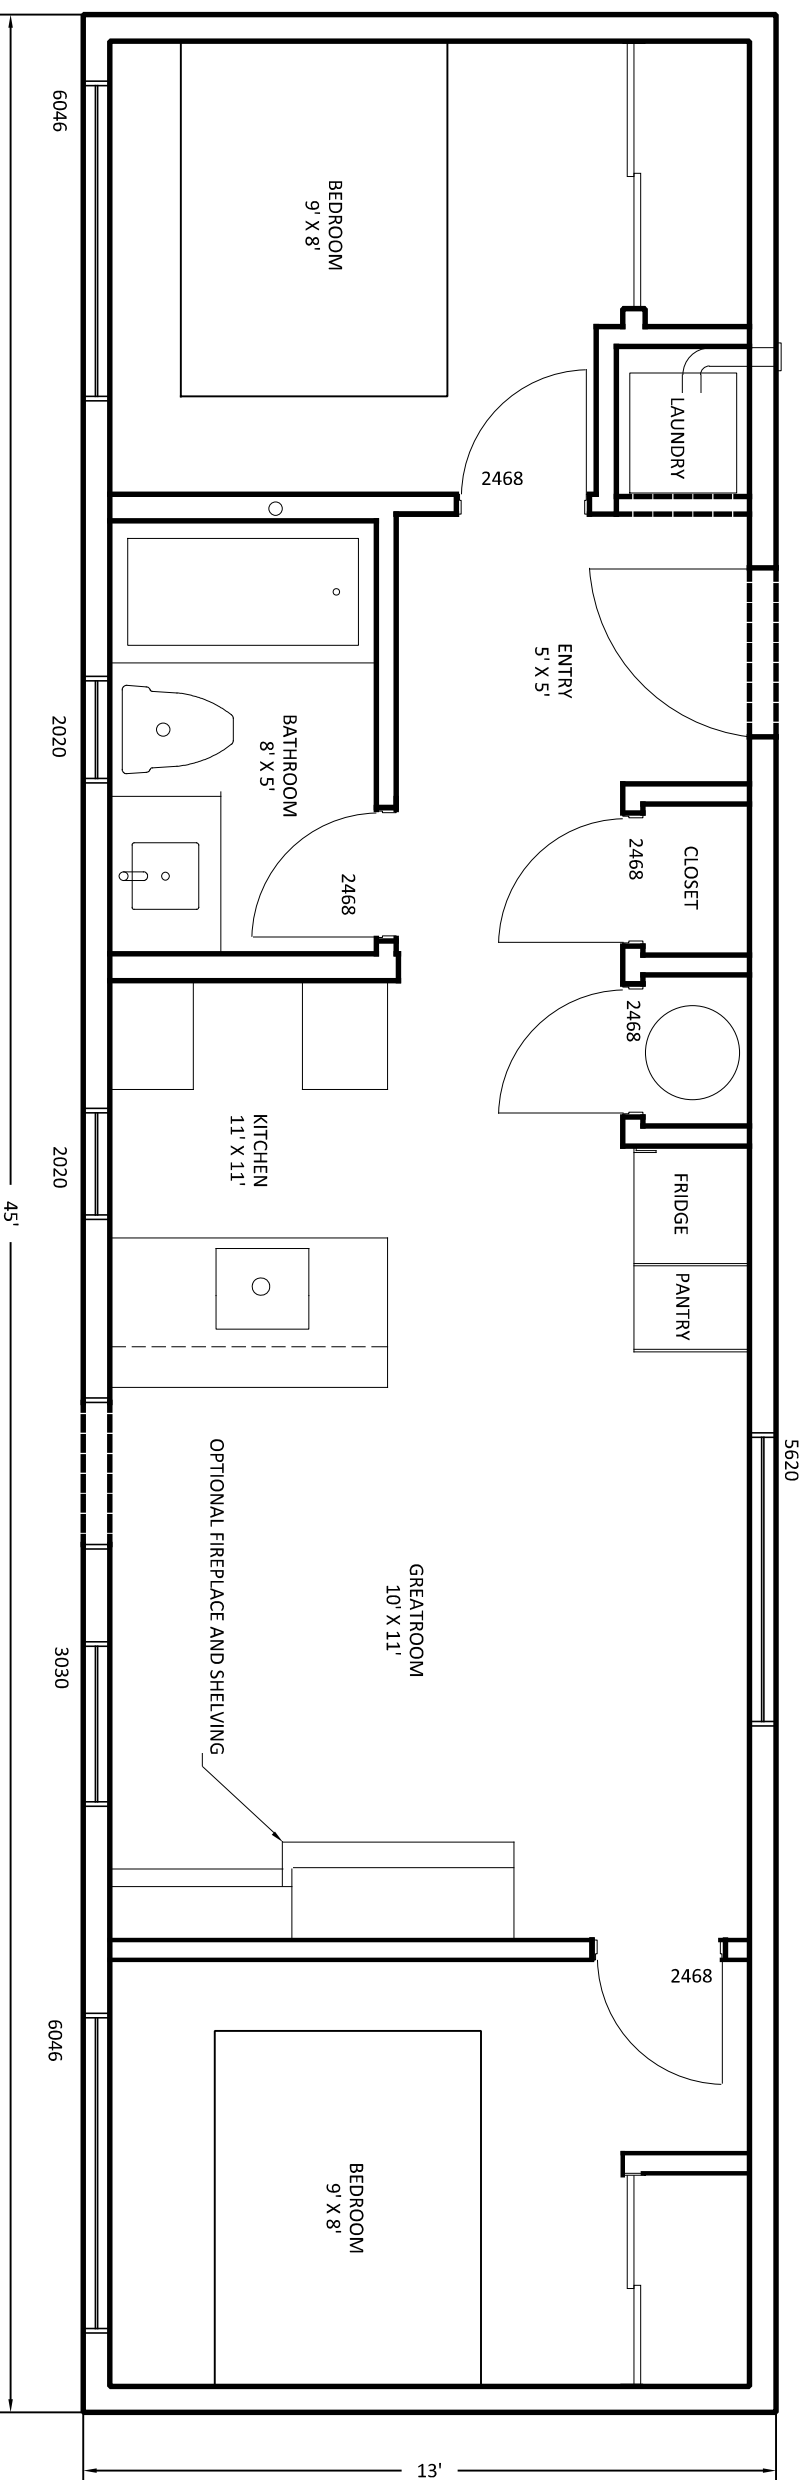 6046
BEDROOM
9' X 8'
LAUNDRY
2468
ENTRY
5' X 5'
2020
BATHROOM
8' X 5'
2468
2468
CLOSET
2468
KITCHEN
11' X 11'
2020
45'
FRIDGE
PANTRY
5620
OPTIONAL FIREPLACE AND SHELVING
GREATROOM
10' X 11'
3030
2468
6046
BEDROOM
9' X 8'
13'